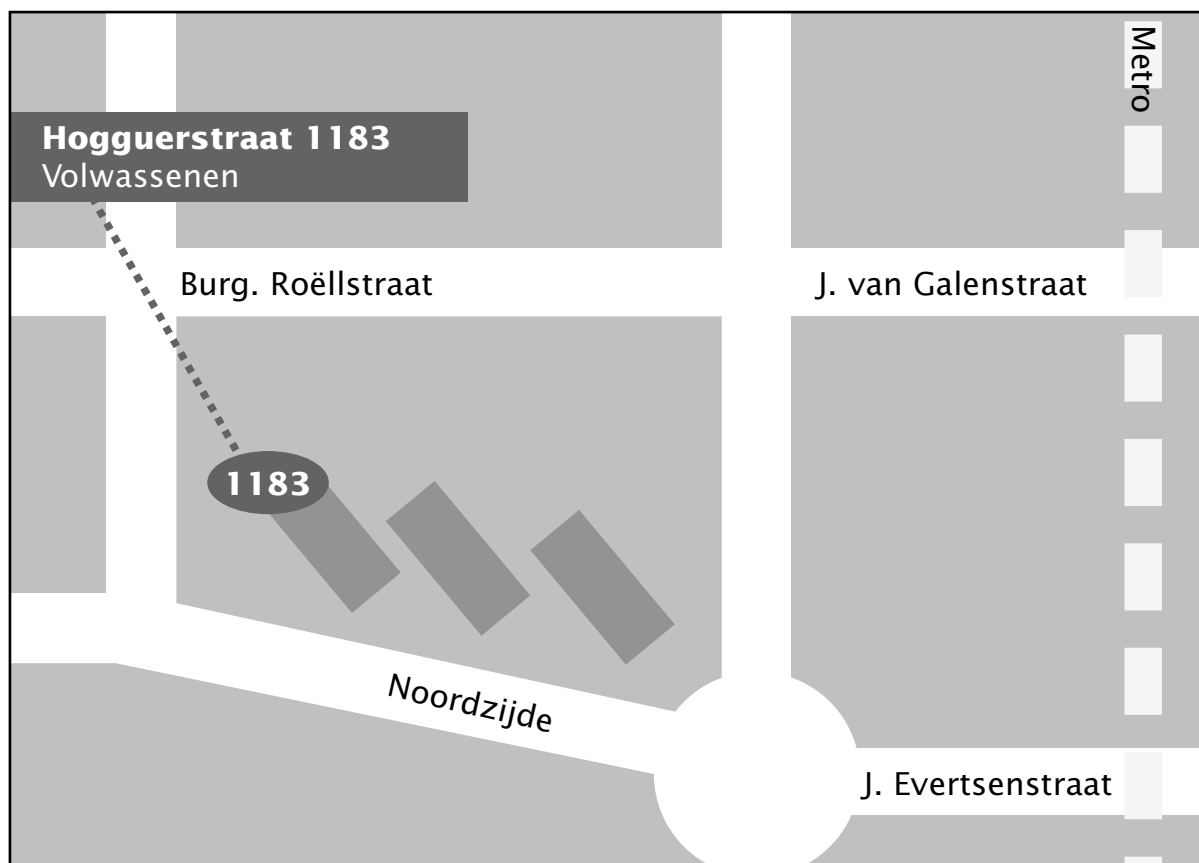 Metro
Hogguerstraat 1183
Volwassenen
Burg. Roëllstraat
J. van Galenstraat
1183
Noordzijde
J. Evertsenstraat